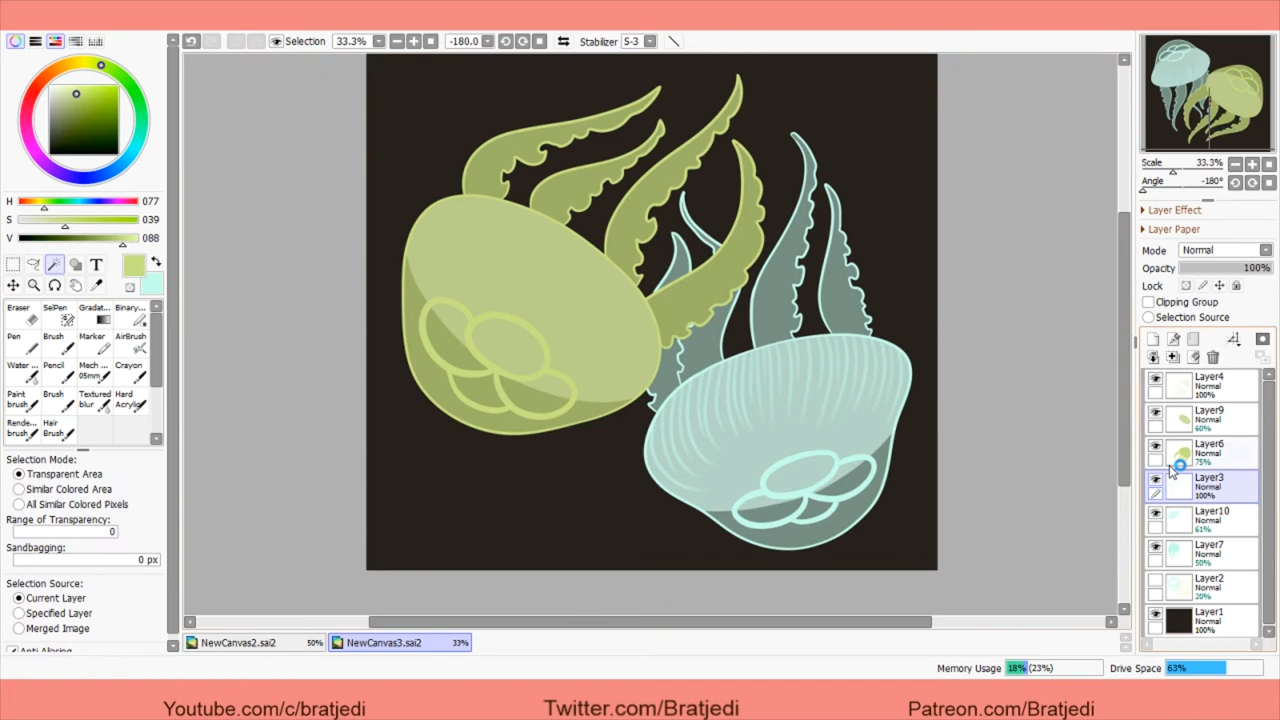 Selection 33.3% -180.0 Stabilizer S-3
H 077
S 039
V 088
T
Eraser SelPen Gradat... Binary...
Pen Brush Marker AirBrush
Water ... Pencil Mech ... Crayon
05mm
Paint Brush Textured Hard
brush blur Acrylic
Rende... Hair
brush Brush
Selection Mode:
Transparent Area
Similar Colored Area
All Similar Colored Pixels
Range of Transparency:
0
Sandbagging:
0 px
Selection Source:
Current Layer
Specified Layer
Merged Image
Anti-Aliasing
Scale 33.3%
Angle -180°
Layer Effect
Layer Paper
Mode Normal
Opacity 100%
Lock
Clipping Group
Selection Source
Layer4
Normal
100%
Layer9
Normal
60%
Layer6
Normal
75%
Layer3
Normal
100%
Layer10
Normal
61%
Layer7
Normal
50%
Layer2
Normal
20%
Layer1
Normal
100%
NewCanvas2.sai2 50% NewCanvas3.sai2 33%
Memory Usage 18% (23%) Drive Space 63%
Youtube.com/c/bratjedi Twitter.com/Bratjedi Patreon.com/Bratjedi